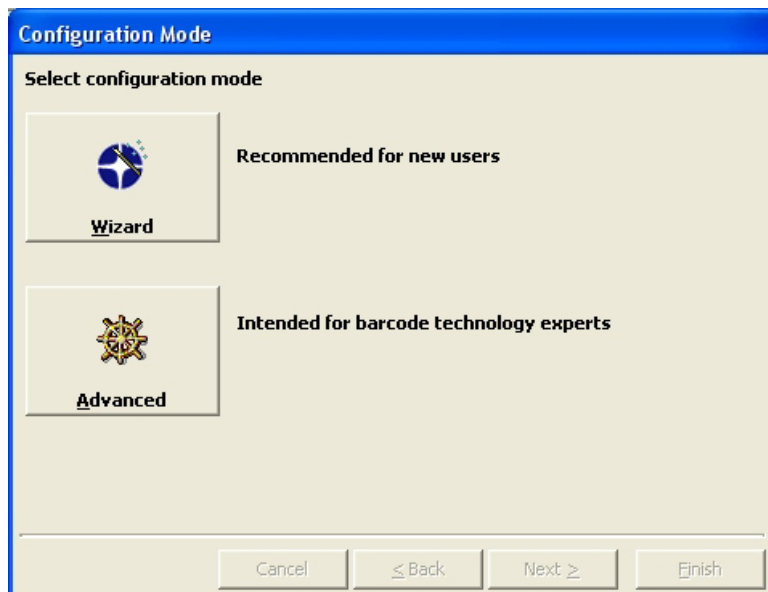 Configuration Mode
Select configuration mode
Recommended for new users
Wizard
Intended for barcode technology experts
Advanced
Cancel
< Back
Next >
Finish